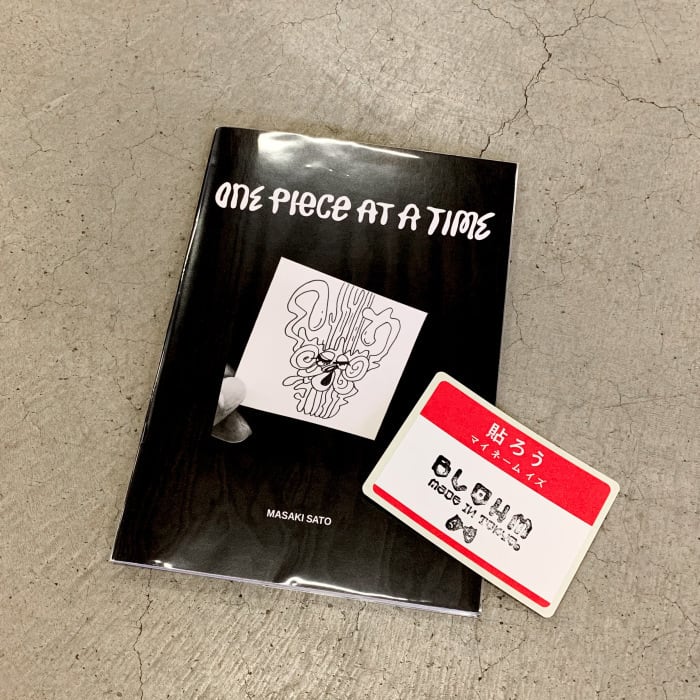 ONE PIECE AT A TIME
MASAKI SATO
貼ろう
マイネームイズ
BLOHM
MADE IN TOKYO.